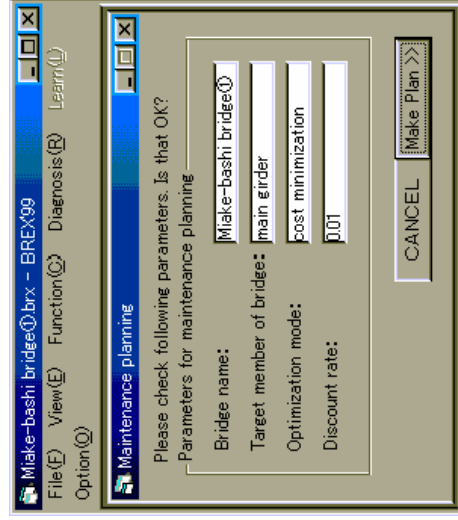 Miake-bashi bridge①.brx - BREX'99
File(F) View(E) Function(C) Diagnosis(R) Learn(L)
Option(O)
Maintenance planning
Please check following parameters. Is that OK?
Parameters for maintenance planning
Bridge name: Miake-bashi bridge①
Target member of bridge: main girder
Optimization mode: cost minimization
Discount rate: 0.01
CANCEL Make Plan >>